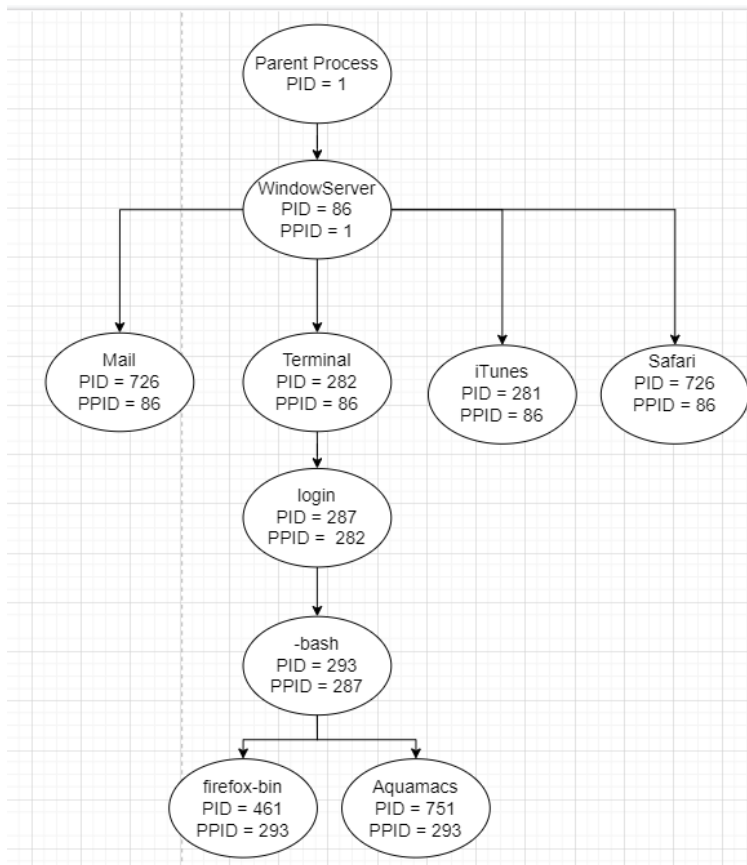 Parent Process
PID = 1
WindowServer
PID = 86
PPID = 1
Mail
PID = 726
PPID = 86
Terminal
PID = 282
PPID = 86
iTunes
PID = 281
PPID = 86
Safari
PID = 726
PPID = 86
login
PID = 287
PPID =  282
-bash
PID = 293
PPID = 287
firefox-bin
PID = 461
PPID = 293
Aquamacs
PID = 751
PPID = 293